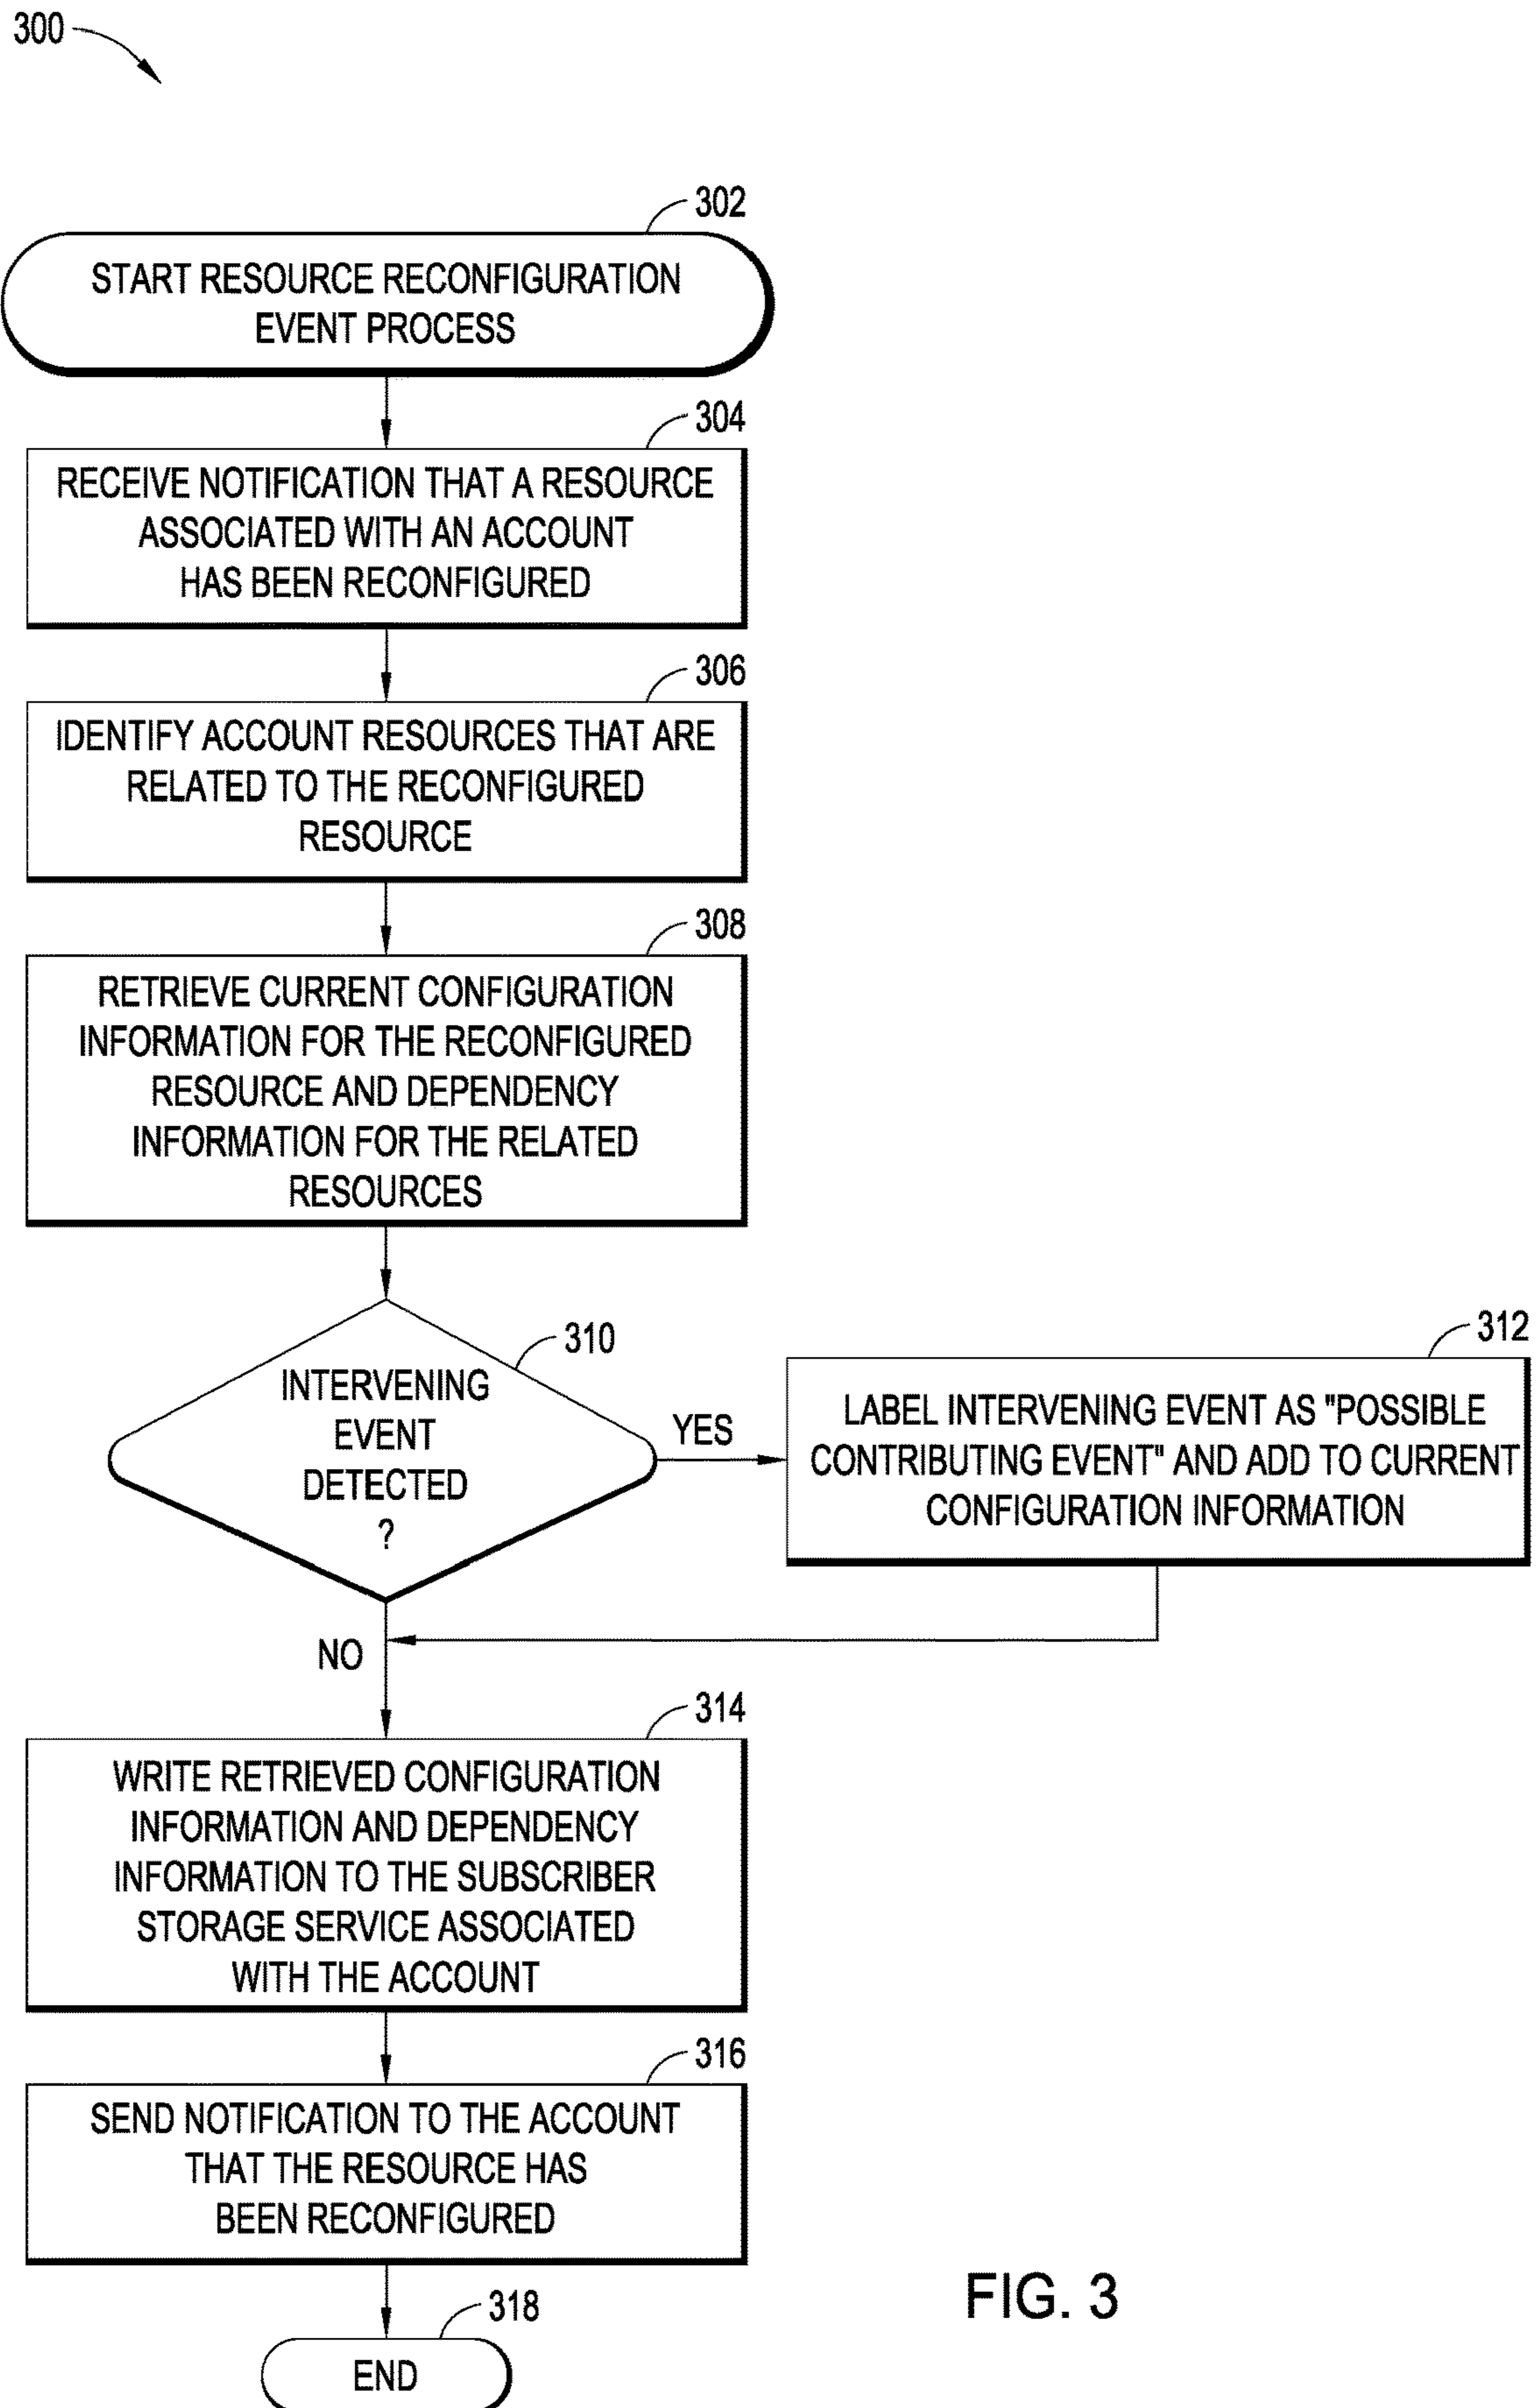 300
302
START RESOURCE RECONFIGURATION
EVENT PROCESS
304
RECEIVE NOTIFICATION THAT A RESOURCE
ASSOCIATED WITH AN ACCOUNT
HAS BEEN RECONFIGURED
306
IDENTIFY ACCOUNT RESOURCES THAT ARE
RELATED TO THE RECONFIGURED
RESOURCE
308
RETRIEVE CURRENT CONFIGURATION
INFORMATION FOR THE RECONFIGURED
RESOURCE AND DEPENDENCY
INFORMATION FOR THE RELATED
RESOURCES
310
INTERVENING
EVENT
DETECTED
?
YES
312
LABEL INTERVENING EVENT AS "POSSIBLE
CONTRIBUTING EVENT" AND ADD TO CURRENT
CONFIGURATION INFORMATION
NO
314
WRITE RETRIEVED CONFIGURATION
INFORMATION AND DEPENDENCY
INFORMATION TO THE SUBSCRIBER
STORAGE SERVICE ASSOCIATED
WITH THE ACCOUNT
316
SEND NOTIFICATION TO THE ACCOUNT
THAT THE RESOURCE HAS
BEEN RECONFIGURED
318
END
FIG. 3